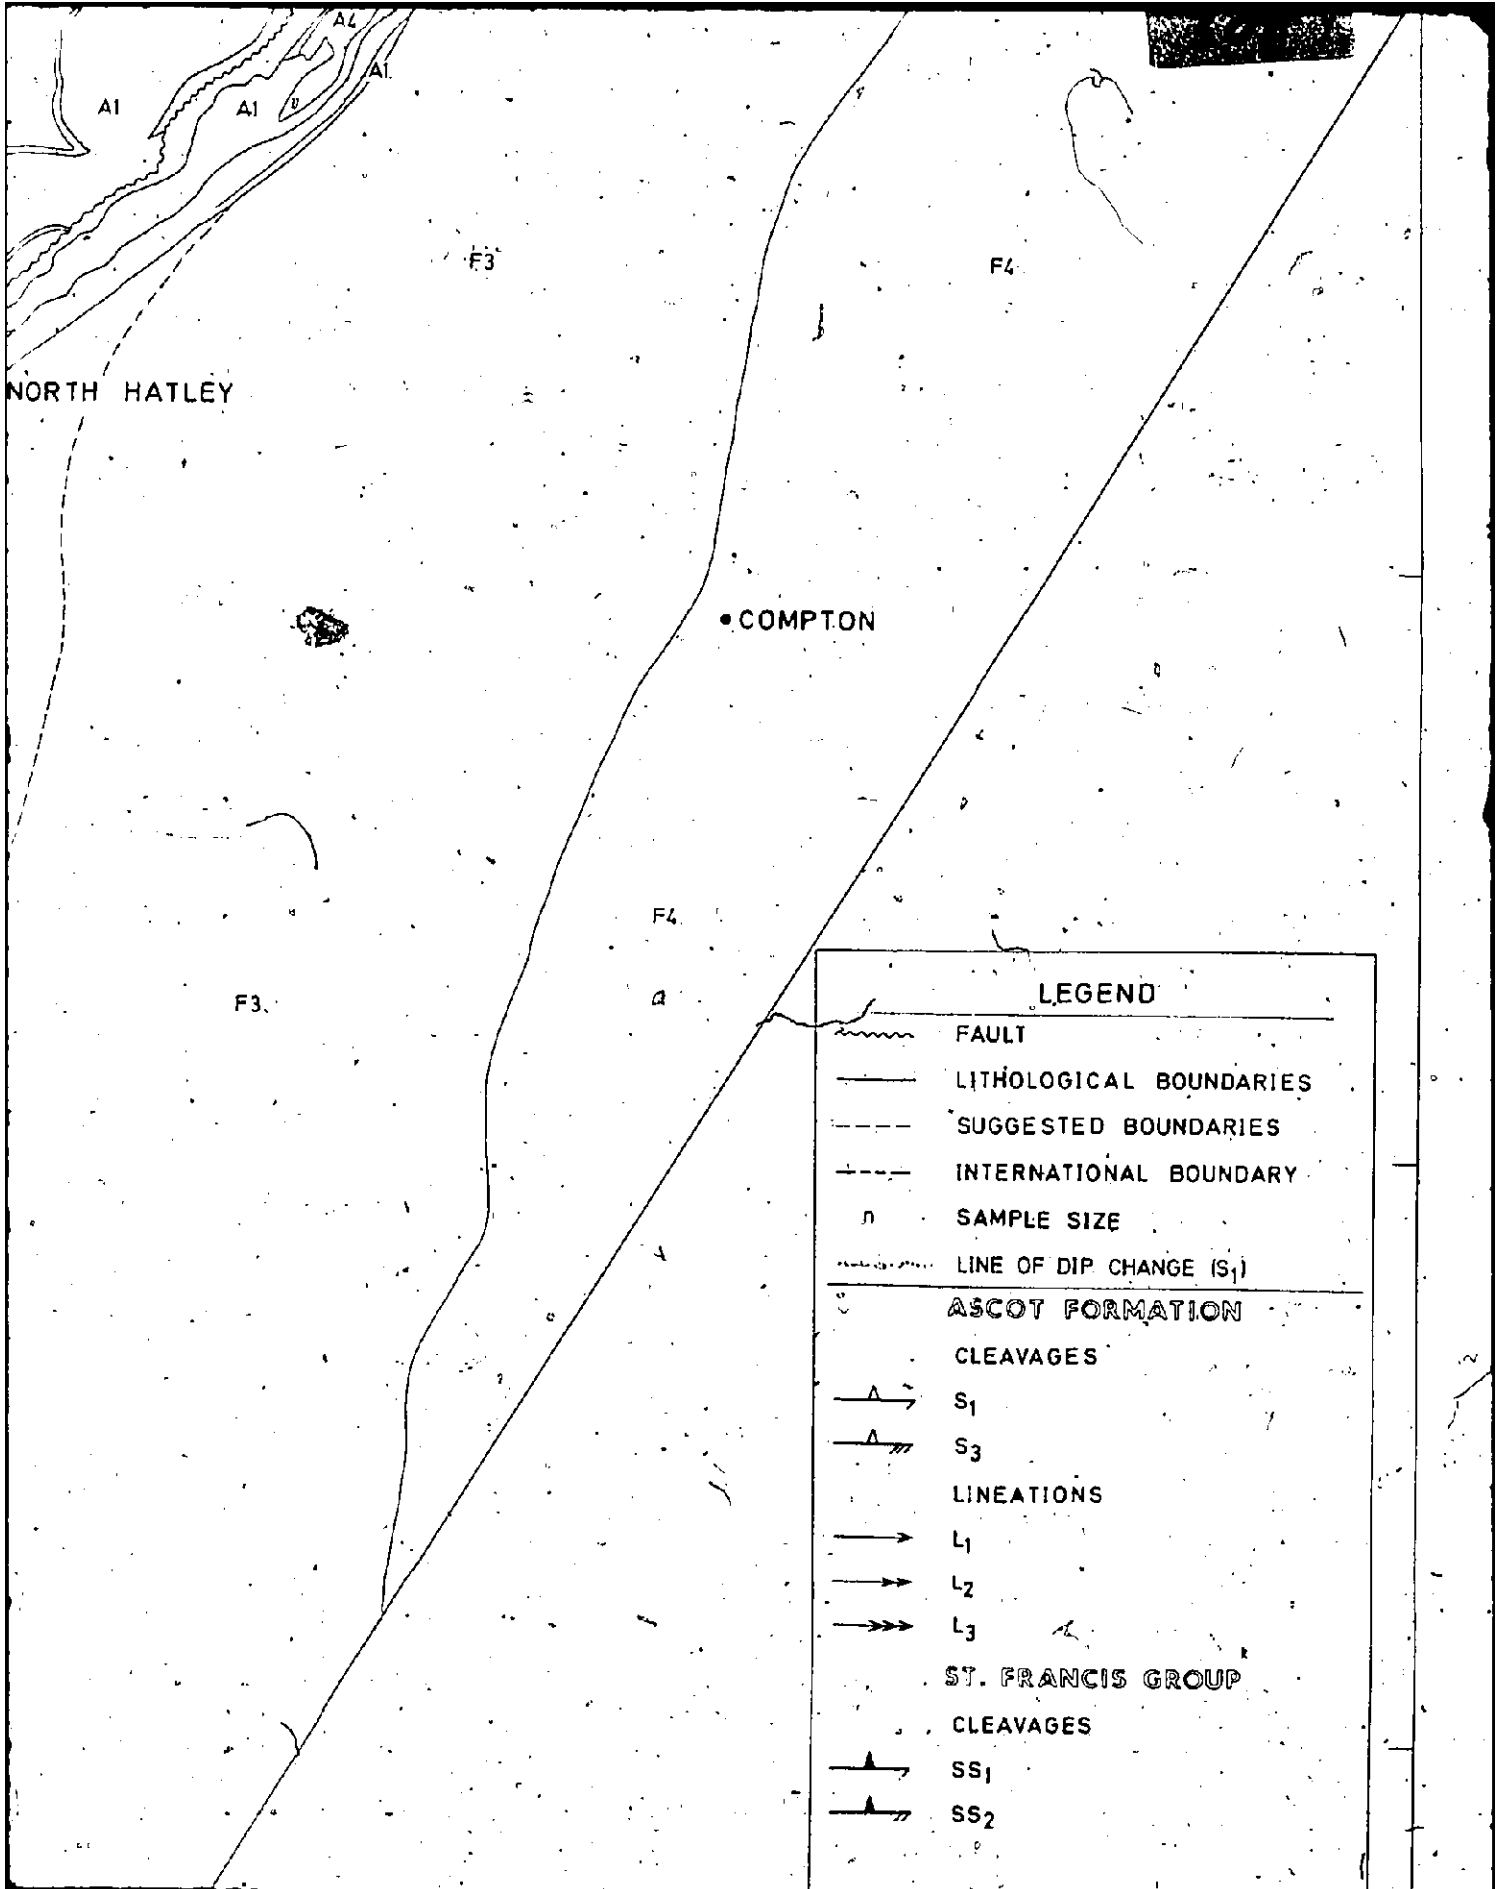 A4
A1
A1
A1
F3
F4
NORTH HATLEY
COMPTON
F4
F3
LEGEND
FAULT
LITHOLOGICAL BOUNDARIES
SUGGESTED BOUNDARIES
INTERNATIONAL BOUNDARY
n SAMPLE SIZE
LINE OF DIP CHANGE (S1)
ASCOT FORMATION
CLEAVAGES
S1
S3
LINEATIONS
L1
L2
L3
ST. FRANCIS GROUP
CLEAVAGES
SS1
SS2